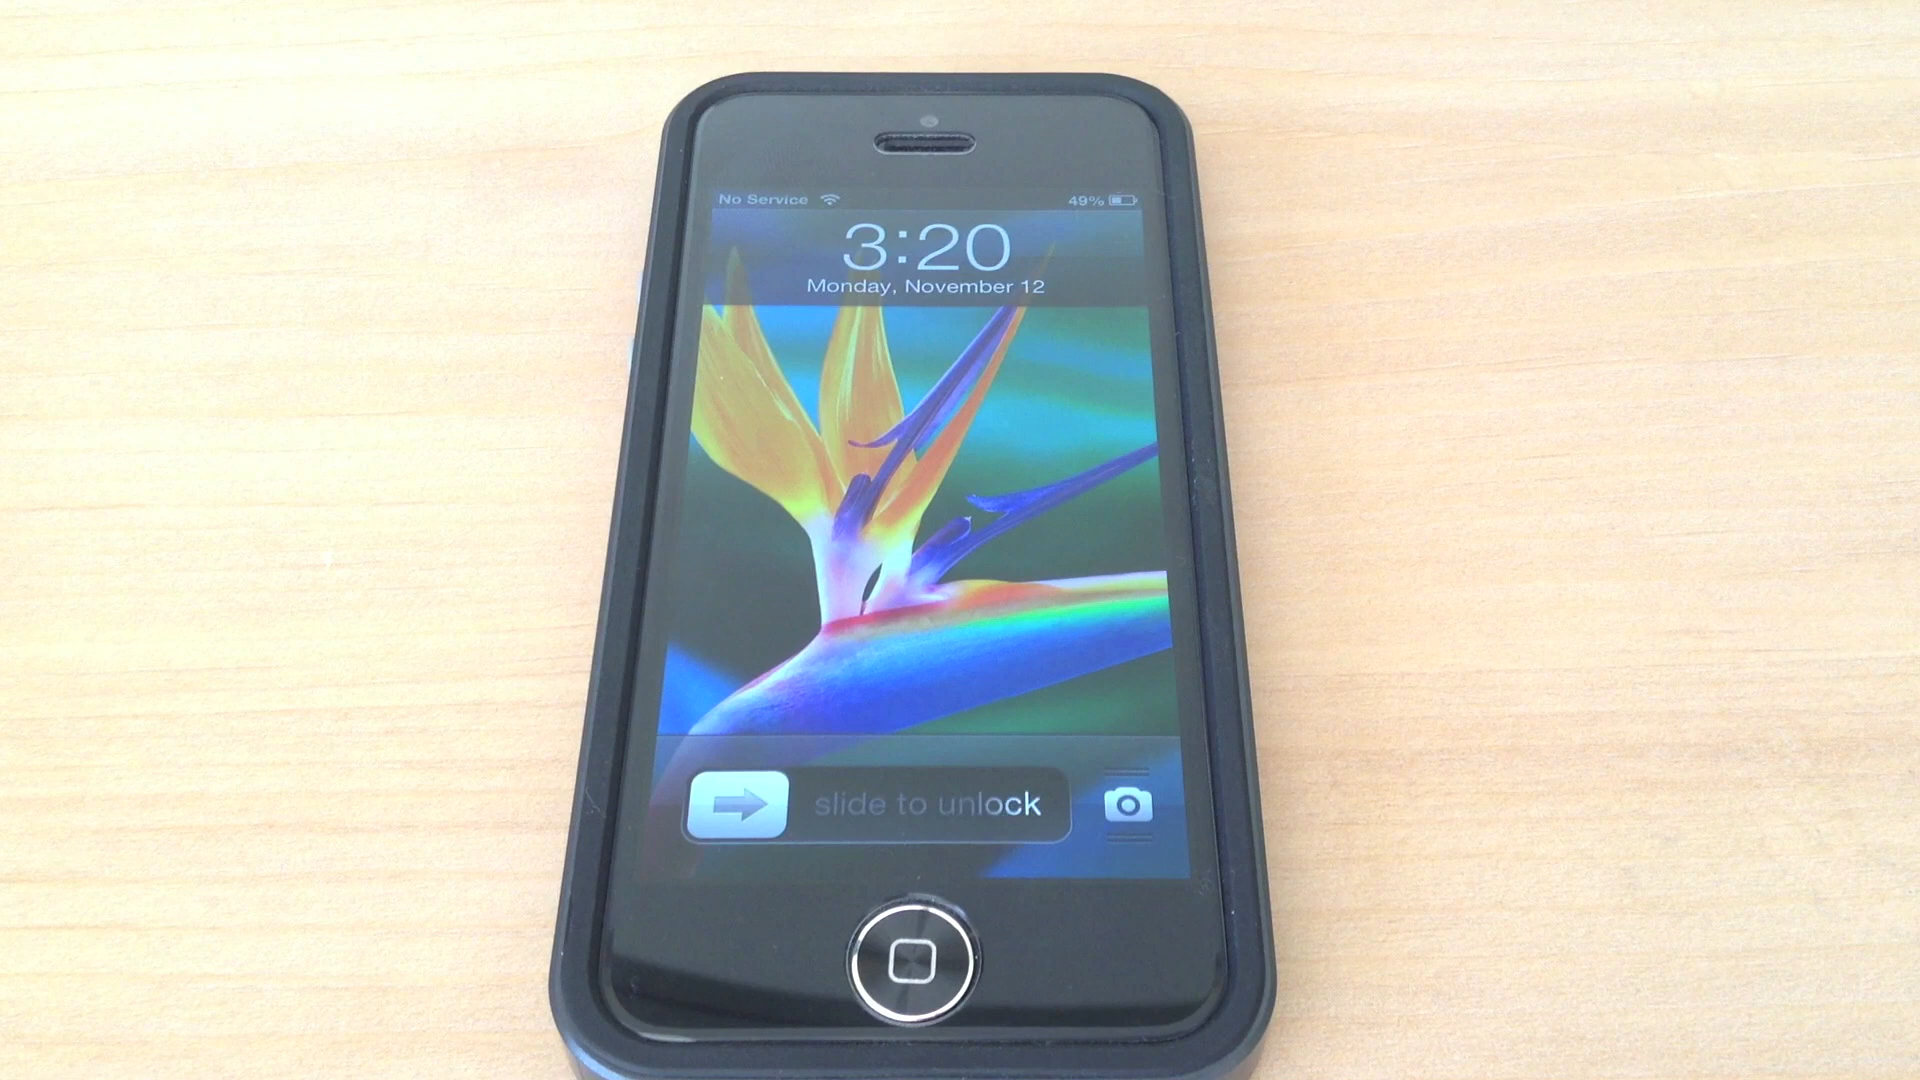 No Service 49%
3:20
Monday, November 12
slide to unlock